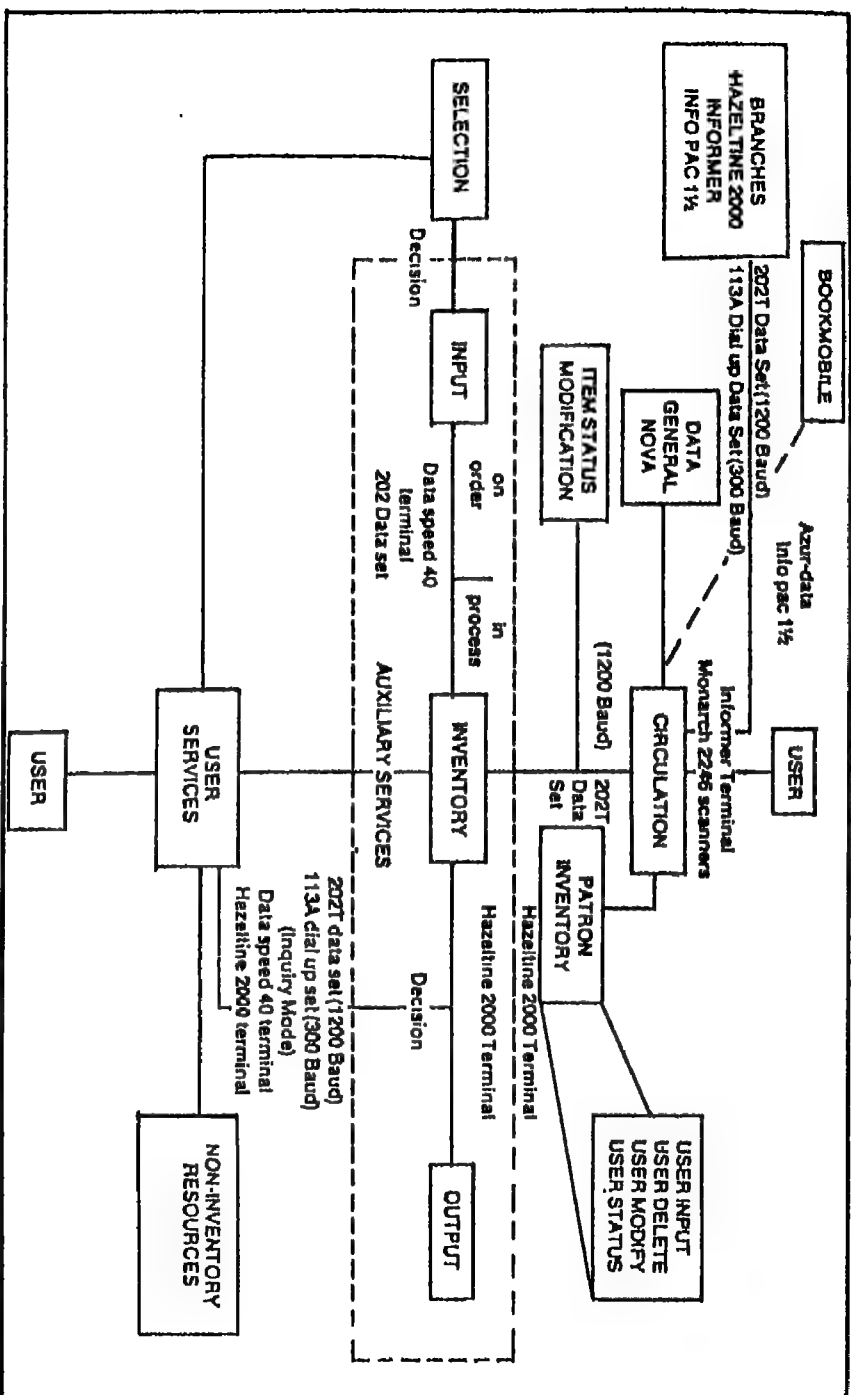 BRANCHES
HAZELTINE 2000
INFORMER
INFO PAC 1½
BOOKMOBILE
202T Data Set (1200 Baud)
113A Dial up Data Set (300 Baud)
Azur-data
Info pac 1½
USER
Informer Terminal
Monarch 2246 scanners
DATA
GENERAL
NOVA
CIRCULATION
ITEM STATUS
MODIFICATION
(1200 Baud)
202T
Data
Set
PATRON
INVENTORY
USER INPUT
USER DELETE
USER MODIFY
USER STATUS
Hazeltine 2000 Terminal
SELECTION
Decision
INPUT
on
order
in
process
Data speed 40
terminal
202 Data set
INVENTORY
Hazeltine 2000 Terminal
Decision
OUTPUT
AUXILIARY SERVICES
USER
SERVICES
202T data set (1200 Baud)
113A dial up set (300 Baud)
(Inquiry Mode)
Data speed 40 terminal
Hezeltine 2000 terminal
NON-INVENTORY
RESOURCES
USER